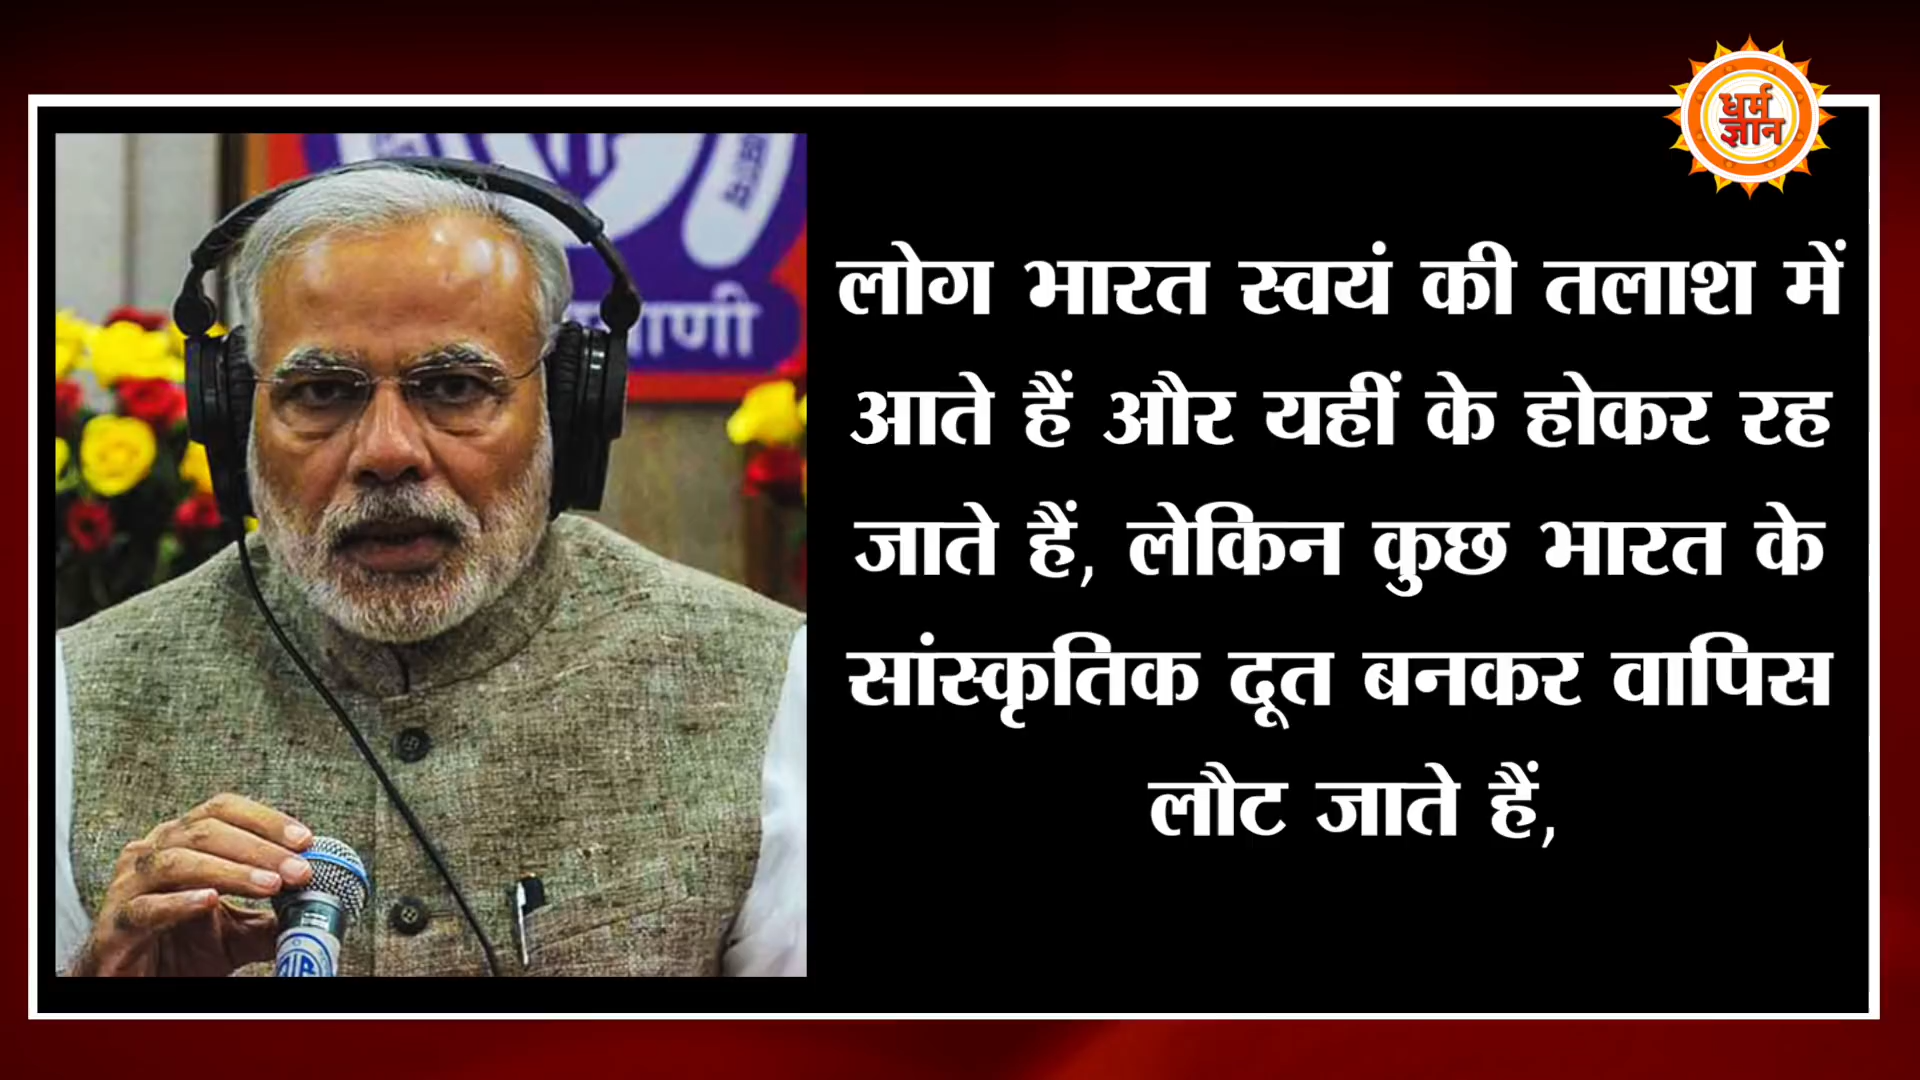 धर्म
ज्ञान
लोग भारत स्वयं की तलाश में
आते हैं और यहीं के होकर रह
जाते हैं, लेकिन कुछ भारत के
सांस्कृतिक दूत बनकर वापिस
लौट जाते हैं,